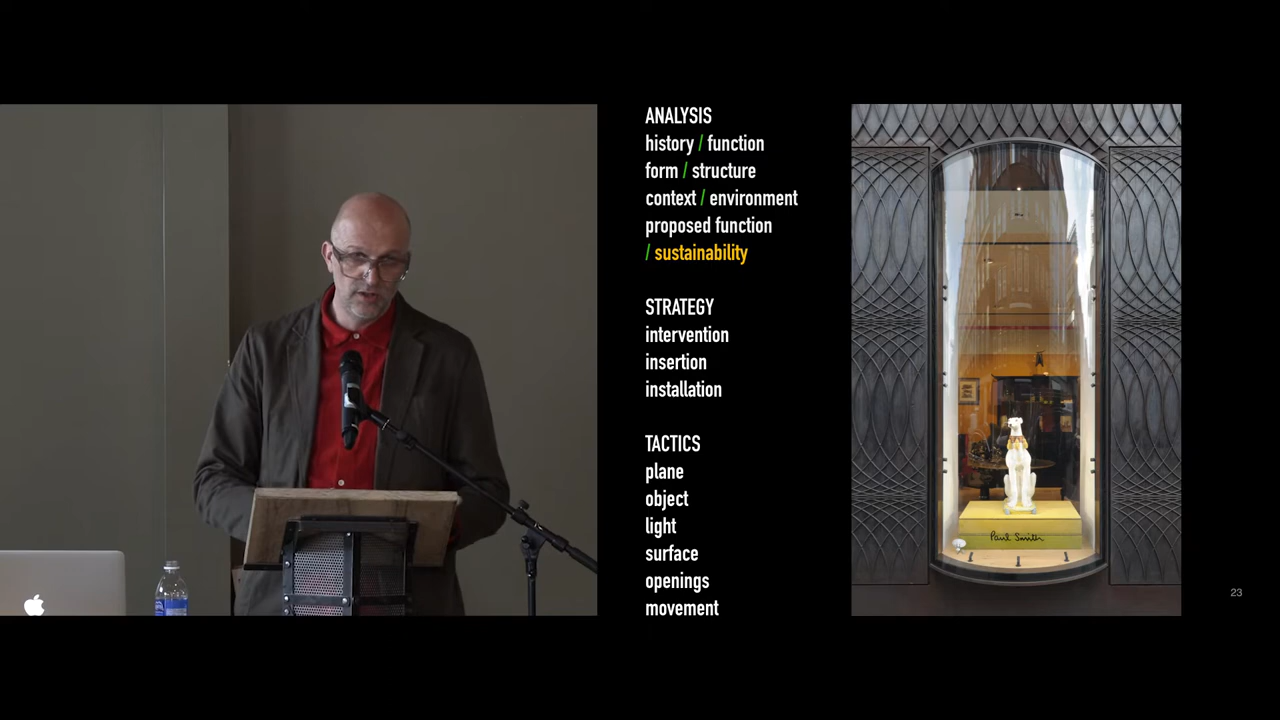 ANALYSIS
history / function
form / structure
context / environment
proposed function
/ sustainability
STRATEGY
intervention
insertion
installation
TACTICS
plane
object
light
surface
openings
movement
Paul Smith
23